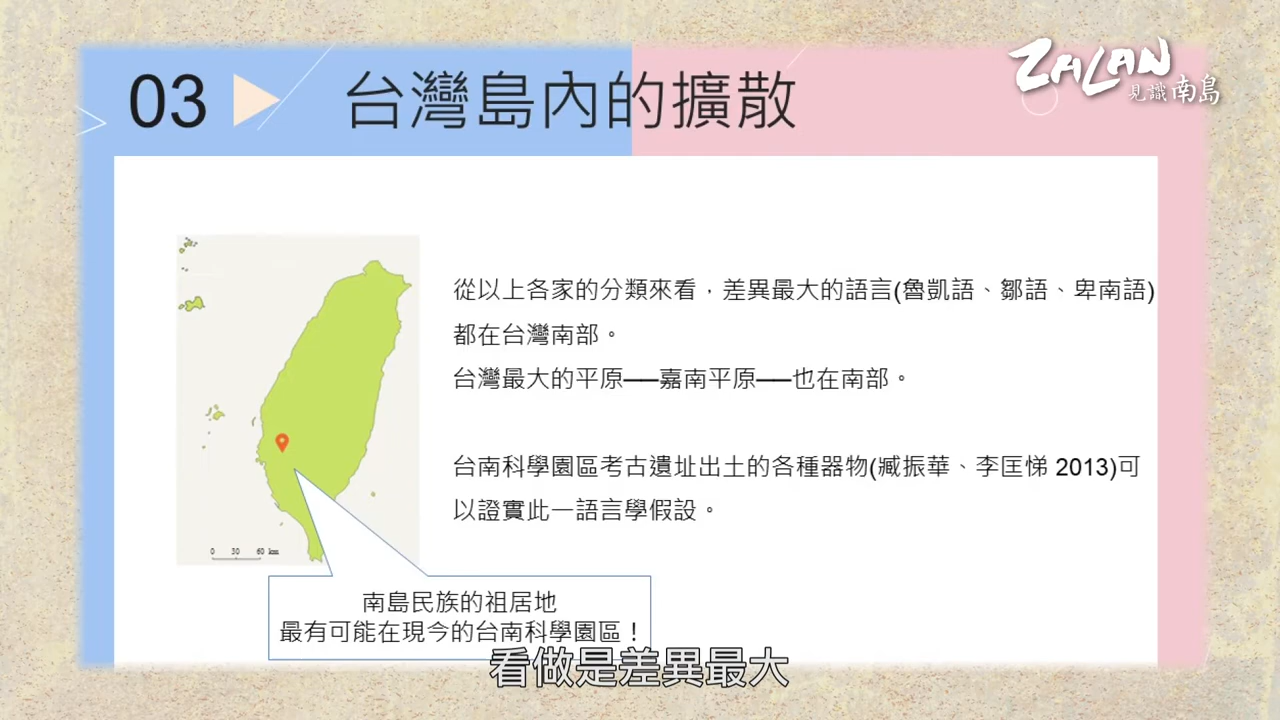 03
台灣島內的擴散
ZALAN
見識南島
從以上各家的分類來看，差異最大的語言(魯凱語、鄒語、卑南語)
都在台灣南部。
台灣最大的平原──嘉南平原──也在南部。
台南科學園區考古遺址出土的各種器物(臧振華、李匡悌 2013)可
以證實此一語言學假設。
0 30 60 km
南島民族的祖居地
最有可能在現今的台南科學園區！
看做是差異最大